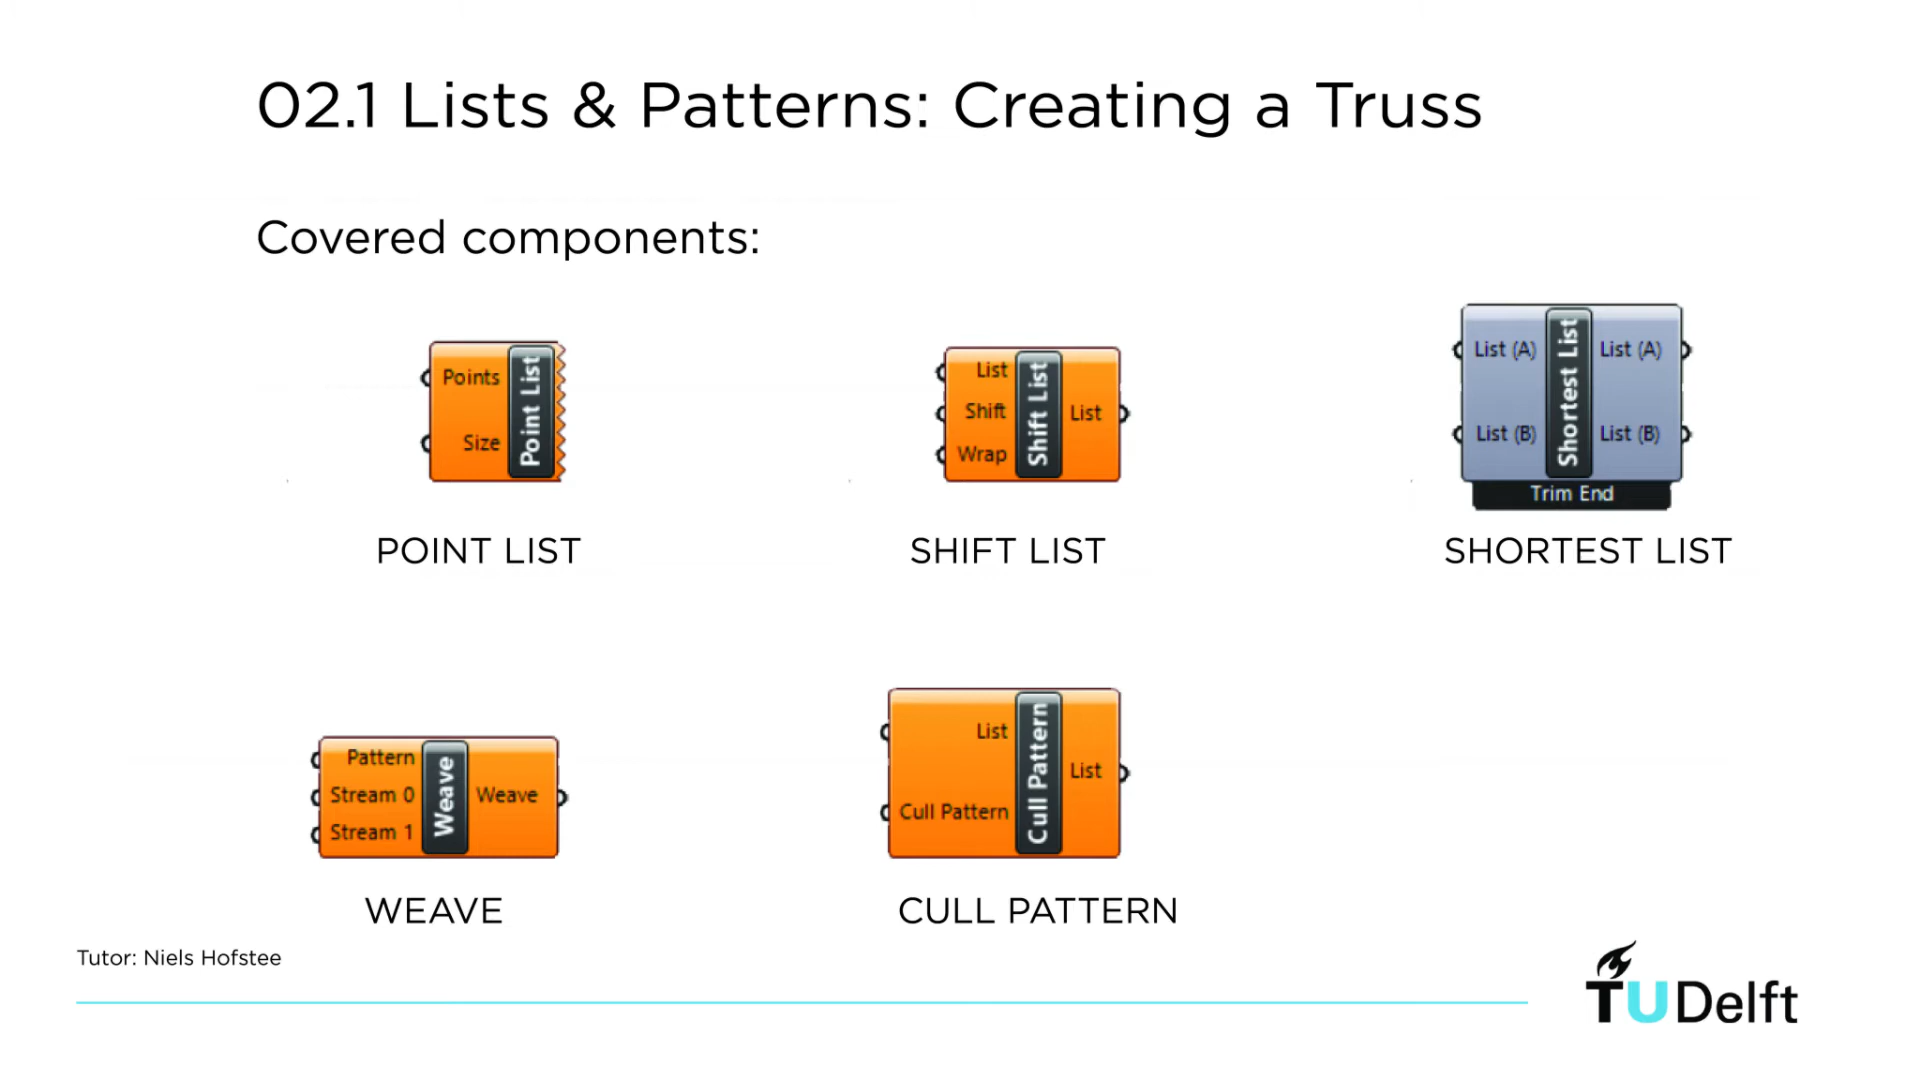 02.1 Lists & Patterns: Creating a Truss
Covered components:
Points
Size
Point List
List
Shift
Wrap
Shift List
List
List (A)
List (B)
Shortest List
List (A)
List (B)
Trim End
POINT LIST
SHIFT LIST
SHORTEST LIST
Pattern
Stream 0
Stream 1
Weave
Weave
List
Cull Pattern
Cull Pattern
List
WEAVE
CULL PATTERN
Tutor: Niels Hofstee
TU Delft